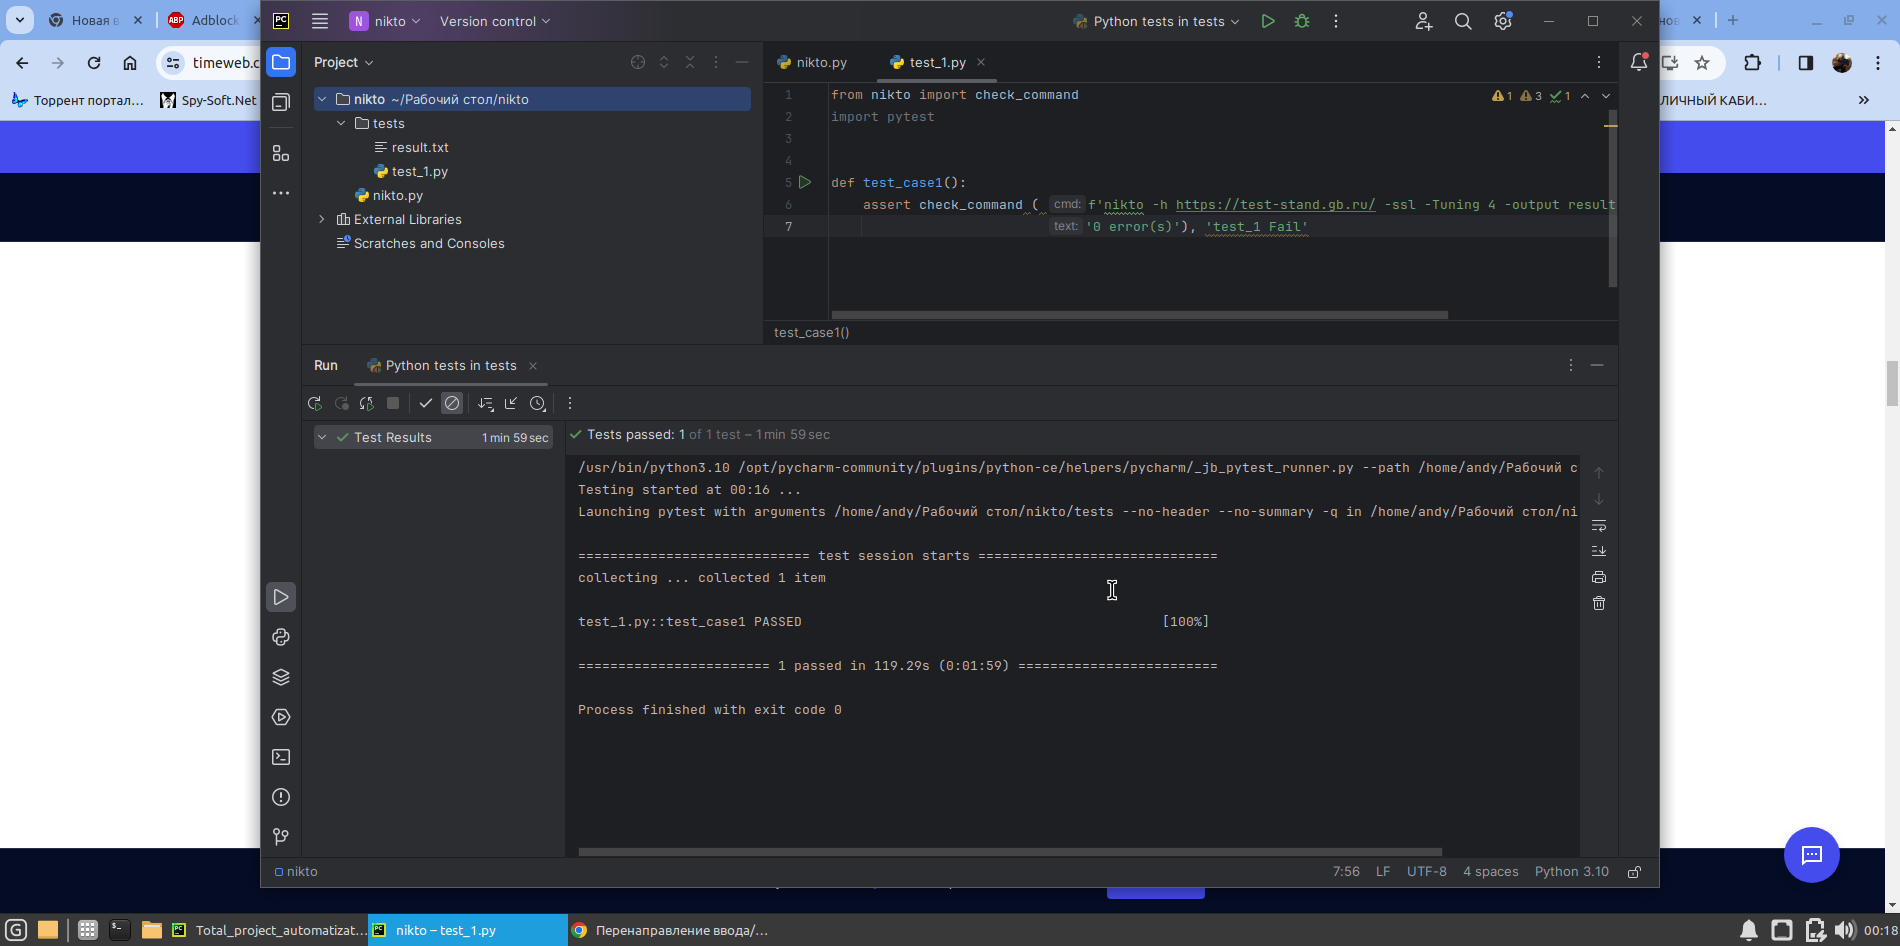 Новая в
Adblock
нов
timeweb.c
Торрент портал...
Spy-Soft.Net
ЛИЧНЫЙ КАБИ...
N nikto
Version control
Python tests in tests
Project
nikto ~/Рабочий стол/nikto
tests
result.txt
test_1.py
nikto.py
External Libraries
Scratches and Consoles
nikto.py
test_1.py
1 from nikto import check_command
1 3 1
2 import pytest
3
4
5 def test_case1():
6 assert check_command ( cmd: f'nikto -h https://test-stand.gb.ru/ -ssl -Tuning 4 -output result
7 text: '0 error(s)'), 'test_1 Fail'
test_case1()
Run
Python tests in tests
Test Results 1 min 59 sec
Tests passed: 1 of 1 test – 1 min 59 sec
/usr/bin/python3.10 /opt/pycharm-community/plugins/python-ce/helpers/pycharm/_jb_pytest_runner.py --path /home/andy/Рабочий с
Testing started at 00:16 ...
Launching pytest with arguments /home/andy/Рабочий стол/nikto/tests --no-header --no-summary -q in /home/andy/Рабочий стол/ni
============================= test session starts ==============================
collecting ... collected 1 item
test_1.py::test_case1 PASSED [100%]
======================== 1 passed in 119.29s (0:01:59) =========================
Process finished with exit code 0
nikto
7:56 LF UTF-8 4 spaces Python 3.10
Total_project_automatizat...
nikto – test_1.py
Перенаправление ввода/...
00:18